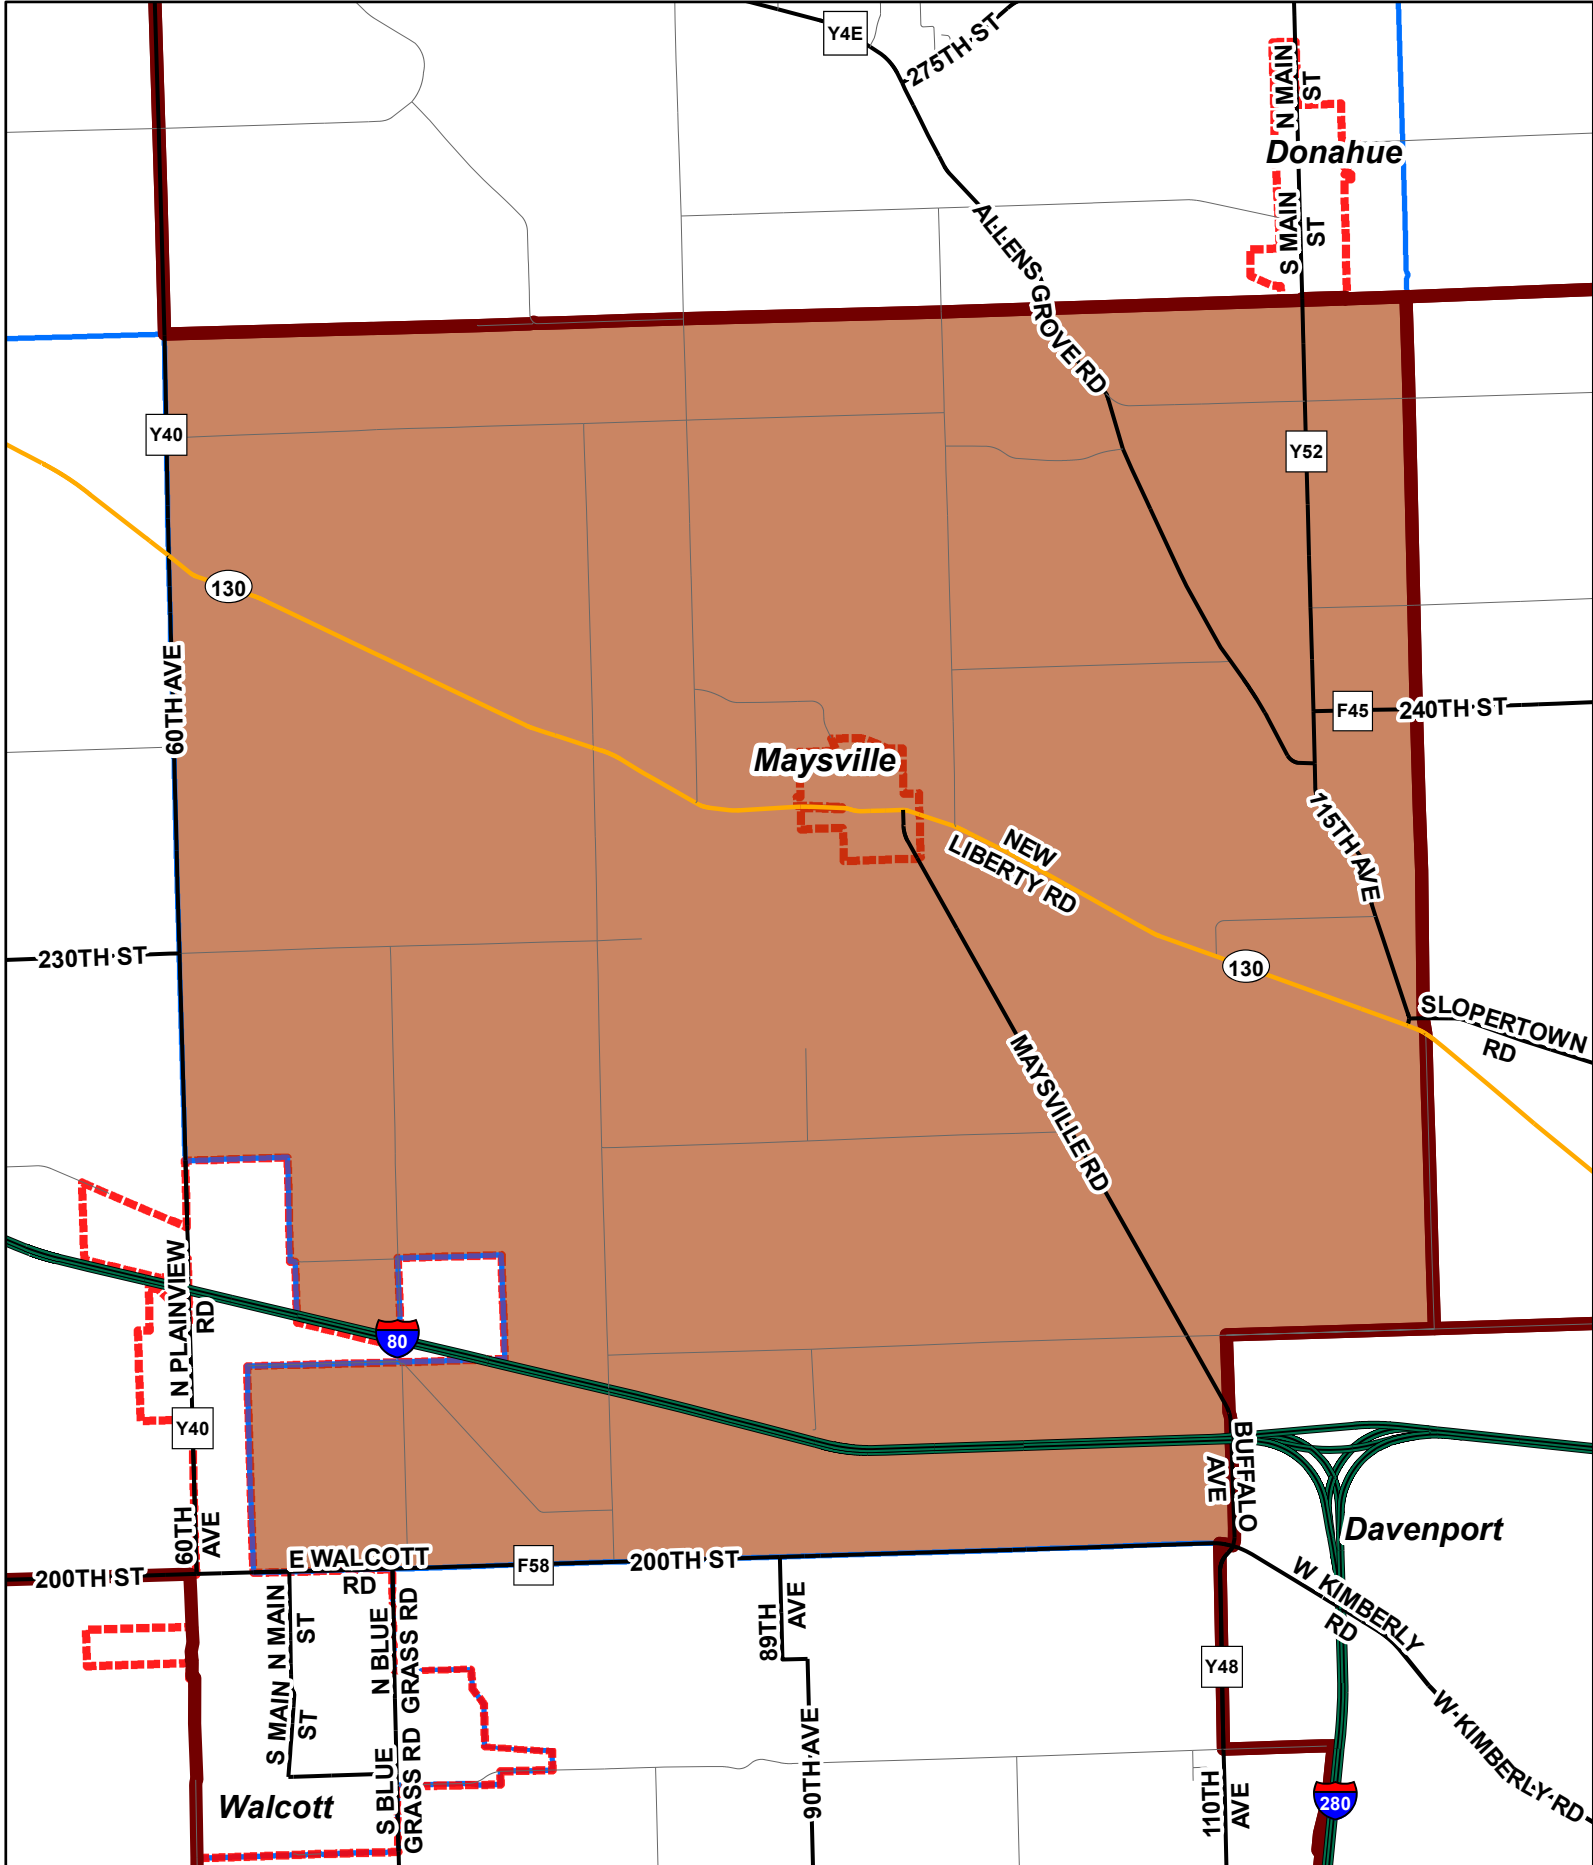 Y4E
275TH ST
N MAIN
ST
Donahue
S MAIN
ST
ALLENS GROVE RD
Y40
Y52
130
60TH AVE
F45
240TH ST
Maysville
115TH AVE
NEW
LIBERTY RD
230TH ST
130
SLOPERTOWN
RD
MAYSVILLE RD
N PLAINVIEW
RD
80
Y40
BUFFALO
AVE
60TH
AVE
Davenport
E WALCOTT
RD
F58
200TH ST
200TH ST
W KIMBERLY
RD
N MAIN
ST
N BLUE
GRASS RD
89TH
AVE
Y48
S MAIN
ST
S BLUE
GRASS RD
90TH AVE
W KIMBERLY RD
Walcott
110TH
AVE
280